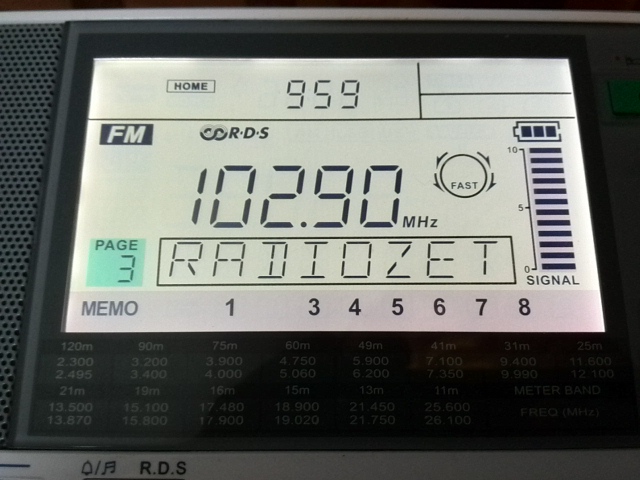 HOME 959
FM R·D·S
102.90 MHz
FAST
10
5
0
SIGNAL
PAGE
3
RADIOZET
MEMO 1 3 4 5 6 7 8
120m 90m 75m 60m 49m 41m 31m 25m
2.300 3.200 3.900 4.750 5.900 7.100 9.400 11.600
2.495 3.400 4.000 5.060 6.200 7.350 9.990 12.100
21m 19m 16m 15m 13m 11m METER BAND
13.500 15.100 17.480 18.900 21.450 25.600 FREQ (MHz)
13.870 15.800 17.900 19.020 21.750 26.100
R.D.S